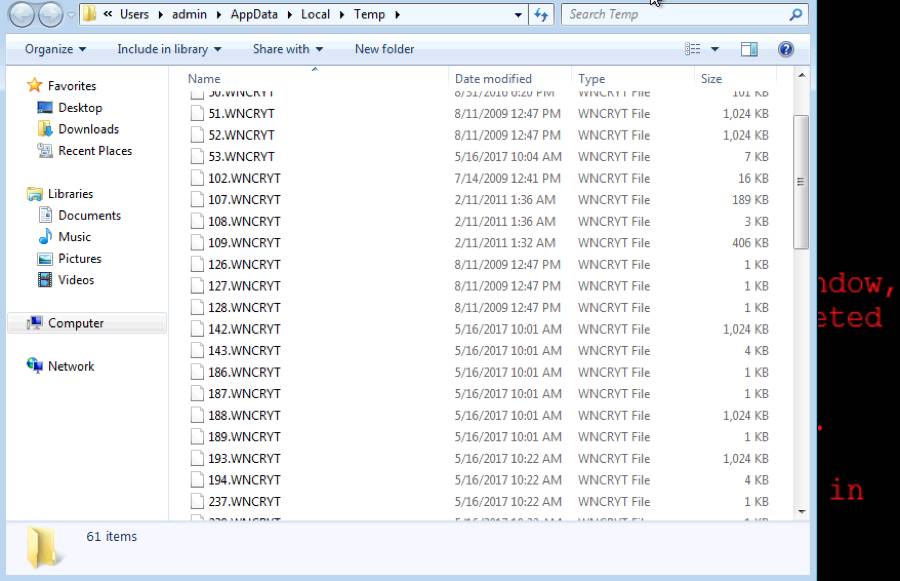 « Users ▸ admin ▸ AppData ▸ Local ▸ Temp ▸ Search Temp
Organize Include in library Share with New folder
Name Date modified Type Size
50.WNCRYT 8/31/2016 6:20 PM WNCRYT File 161 KB
51.WNCRYT 8/11/2009 12:47 PM WNCRYT File 1,024 KB
52.WNCRYT 8/11/2009 12:47 PM WNCRYT File 1,024 KB
53.WNCRYT 5/16/2017 10:04 AM WNCRYT File 7 KB
102.WNCRYT 7/14/2009 12:41 PM WNCRYT File 16 KB
107.WNCRYT 2/11/2011 1:36 AM WNCRYT File 189 KB
108.WNCRYT 2/11/2011 1:36 AM WNCRYT File 3 KB
109.WNCRYT 2/11/2011 1:32 AM WNCRYT File 406 KB
126.WNCRYT 8/11/2009 12:47 PM WNCRYT File 1 KB
127.WNCRYT 8/11/2009 12:47 PM WNCRYT File 1 KB
128.WNCRYT 8/11/2009 12:47 PM WNCRYT File 1 KB
142.WNCRYT 5/16/2017 10:01 AM WNCRYT File 1,024 KB
143.WNCRYT 5/16/2017 10:01 AM WNCRYT File 4 KB
186.WNCRYT 5/16/2017 10:01 AM WNCRYT File 1 KB
187.WNCRYT 5/16/2017 10:01 AM WNCRYT File 1 KB
188.WNCRYT 5/16/2017 10:01 AM WNCRYT File 1,024 KB
189.WNCRYT 5/16/2017 10:01 AM WNCRYT File 1 KB
193.WNCRYT 5/16/2017 10:22 AM WNCRYT File 1,024 KB
194.WNCRYT 5/16/2017 10:22 AM WNCRYT File 4 KB
237.WNCRYT 5/16/2017 10:22 AM WNCRYT File 1 KB
Favorites
Desktop
Downloads
Recent Places
Libraries
Documents
Music
Pictures
Videos
Computer
Network
61 items
ndow,
eted
.
in